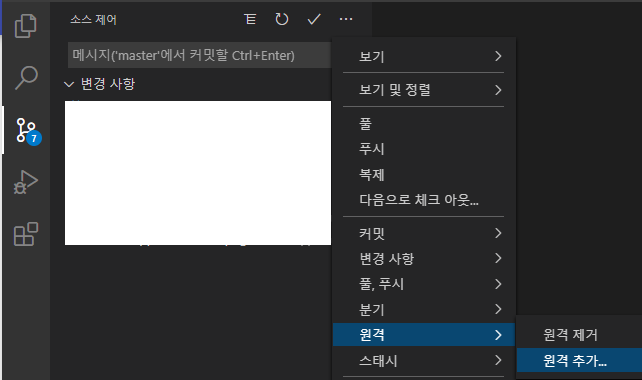 소스 제어
메시지('master'에서 커밋할 Ctrl+Enter)
변경 사항
7
보기
보기 및 정렬
풀
푸시
복제
다음으로 체크 아웃...
커밋
변경 사항
풀, 푸시
분기
원격
스태시
원격 제거
원격 추가...